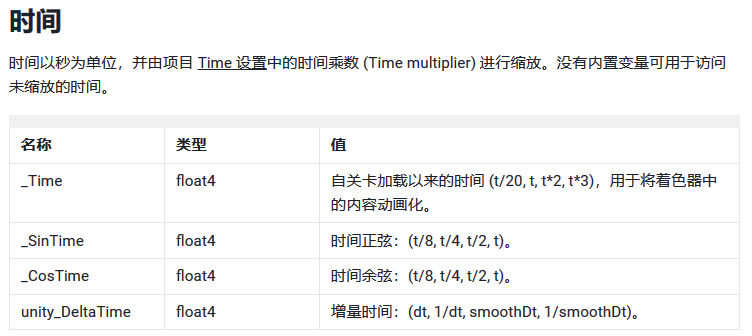 时间
时间以秒为单位，并由项目 Time 设置中的时间乘数 (Time multiplier) 进行缩放。没有内置变量可用于访问
未缩放的时间。
名称 类型 值
_Time float4 自关卡加载以来的时间 (t/20, t, t*2, t*3)，用于将着色器中
的内容动画化。
_SinTime float4 时间正弦：(t/8, t/4, t/2, t)。
_CosTime float4 时间余弦：(t/8, t/4, t/2, t)。
unity_DeltaTime float4 增量时间：(dt, 1/dt, smoothDt, 1/smoothDt)。